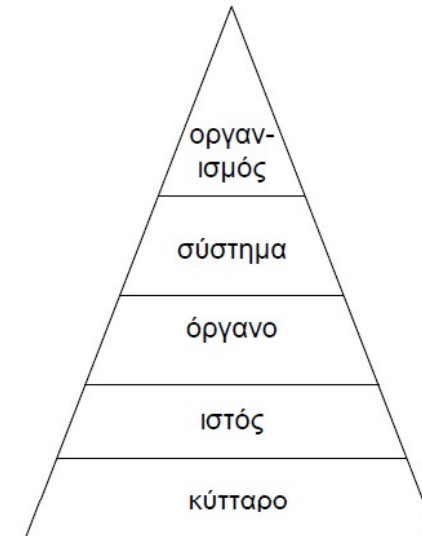 οργαν-
ισμός
σύστημα
όργανο
ιστός
κύτταρο